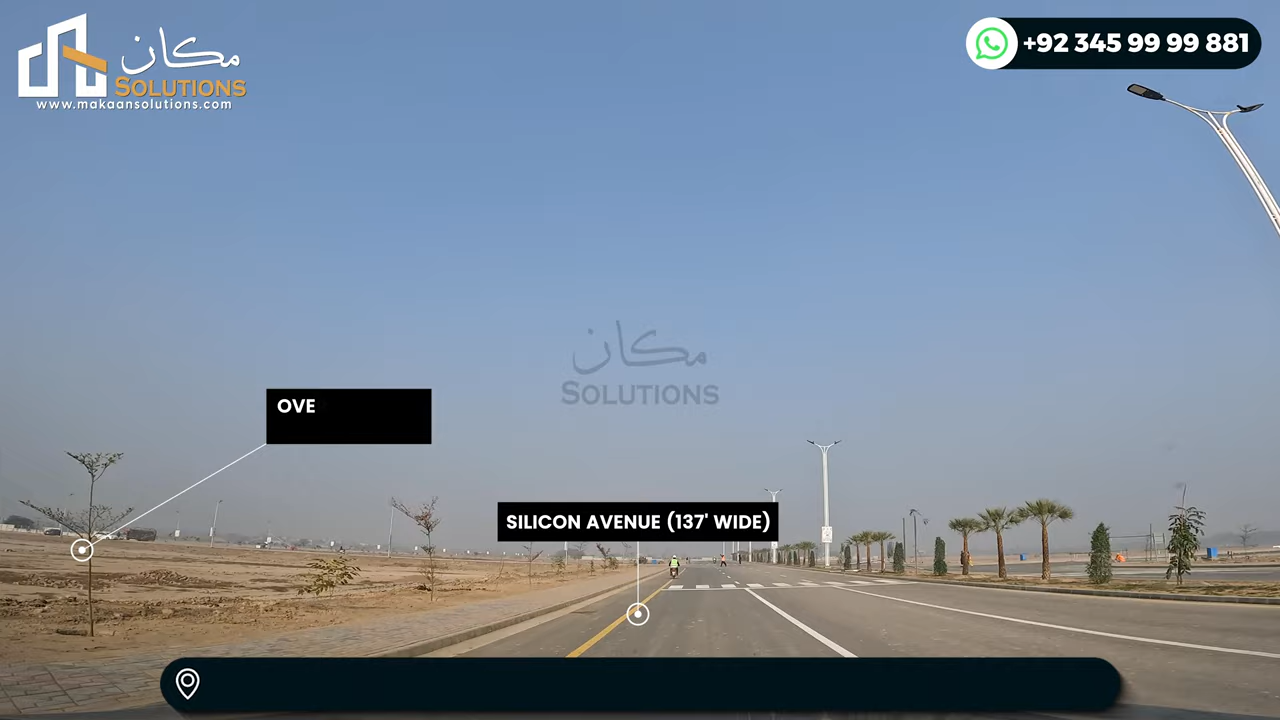 مکان
SOLUTIONS
www.makaansolutions.com
+92 345 99 99 881
مکان
SOLUTIONS
OVE
SILICON AVENUE (137' WIDE)